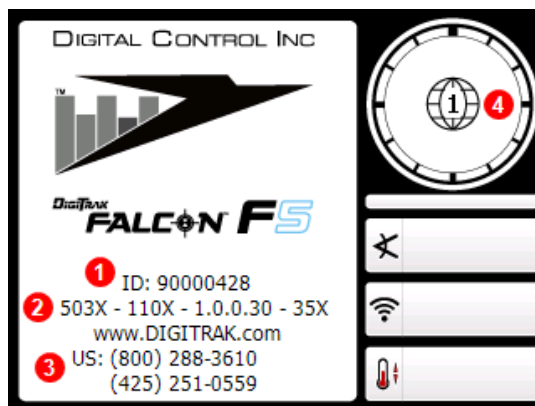 DIGITAL CONTROL INC
TM
DIGITRAK
FALCON F5
1 ID: 90000428
2 503X - 110X - 1.0.0.30 - 35X
www.DIGITRAK.com
3 US: (800) 288-3610
(425) 251-0559
1 4